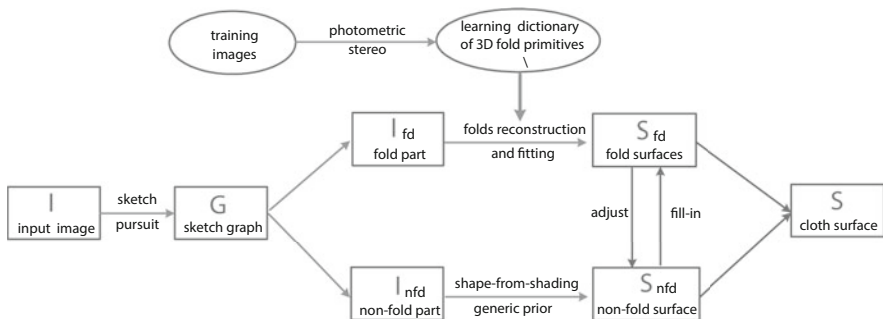 training
images
photometric
stereo
learning dictionary
of 3D fold primitives
\
I fd
fold part
folds reconstruction
and fitting
S fd
fold surfaces
I
input image
sketch
pursuit
G
sketch graph
adjust
fill-in
S
cloth surface
I nfd
non-fold part
shape-from-shading
generic prior
S nfd
non-fold surface